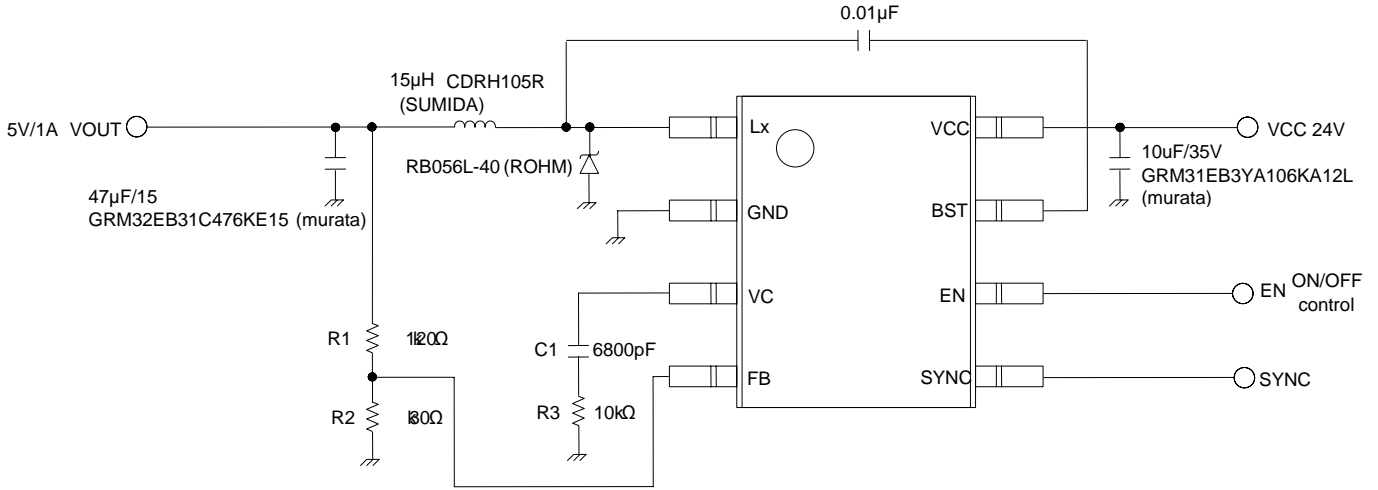 0.01µF
15µH CDRH105R
(SUMIDA)
5V/1A VOUT
Lx
VCC
VCC 24V
RB056L-40 (ROHM)
10uF/35V
GRM31EB3YA106KA12L
(murata)
47µF/15
GRM32EB31C476KE15 (murata)
GND
BST
VC
EN
EN ON/OFF
control
R1
C1 6800pF
FB
SYNC
SYNC
R2
R3 10kΩ